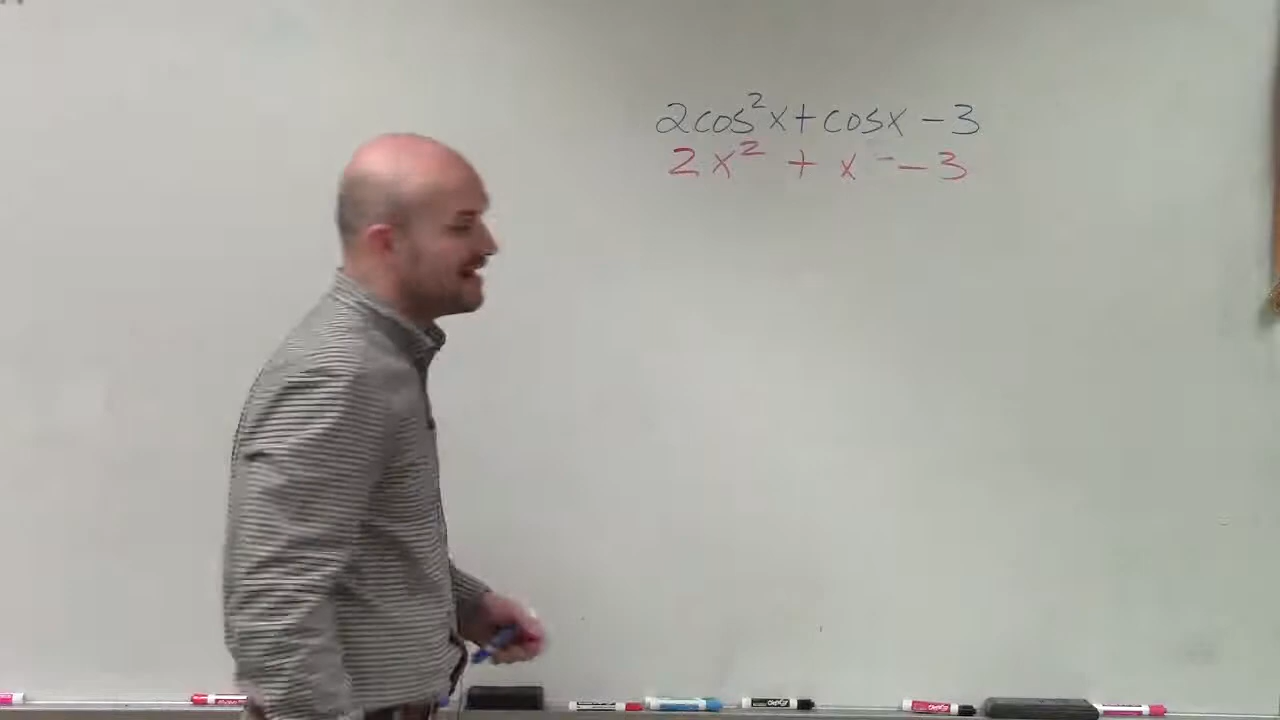 2cos²x+cosx-3
2x² + x - 3